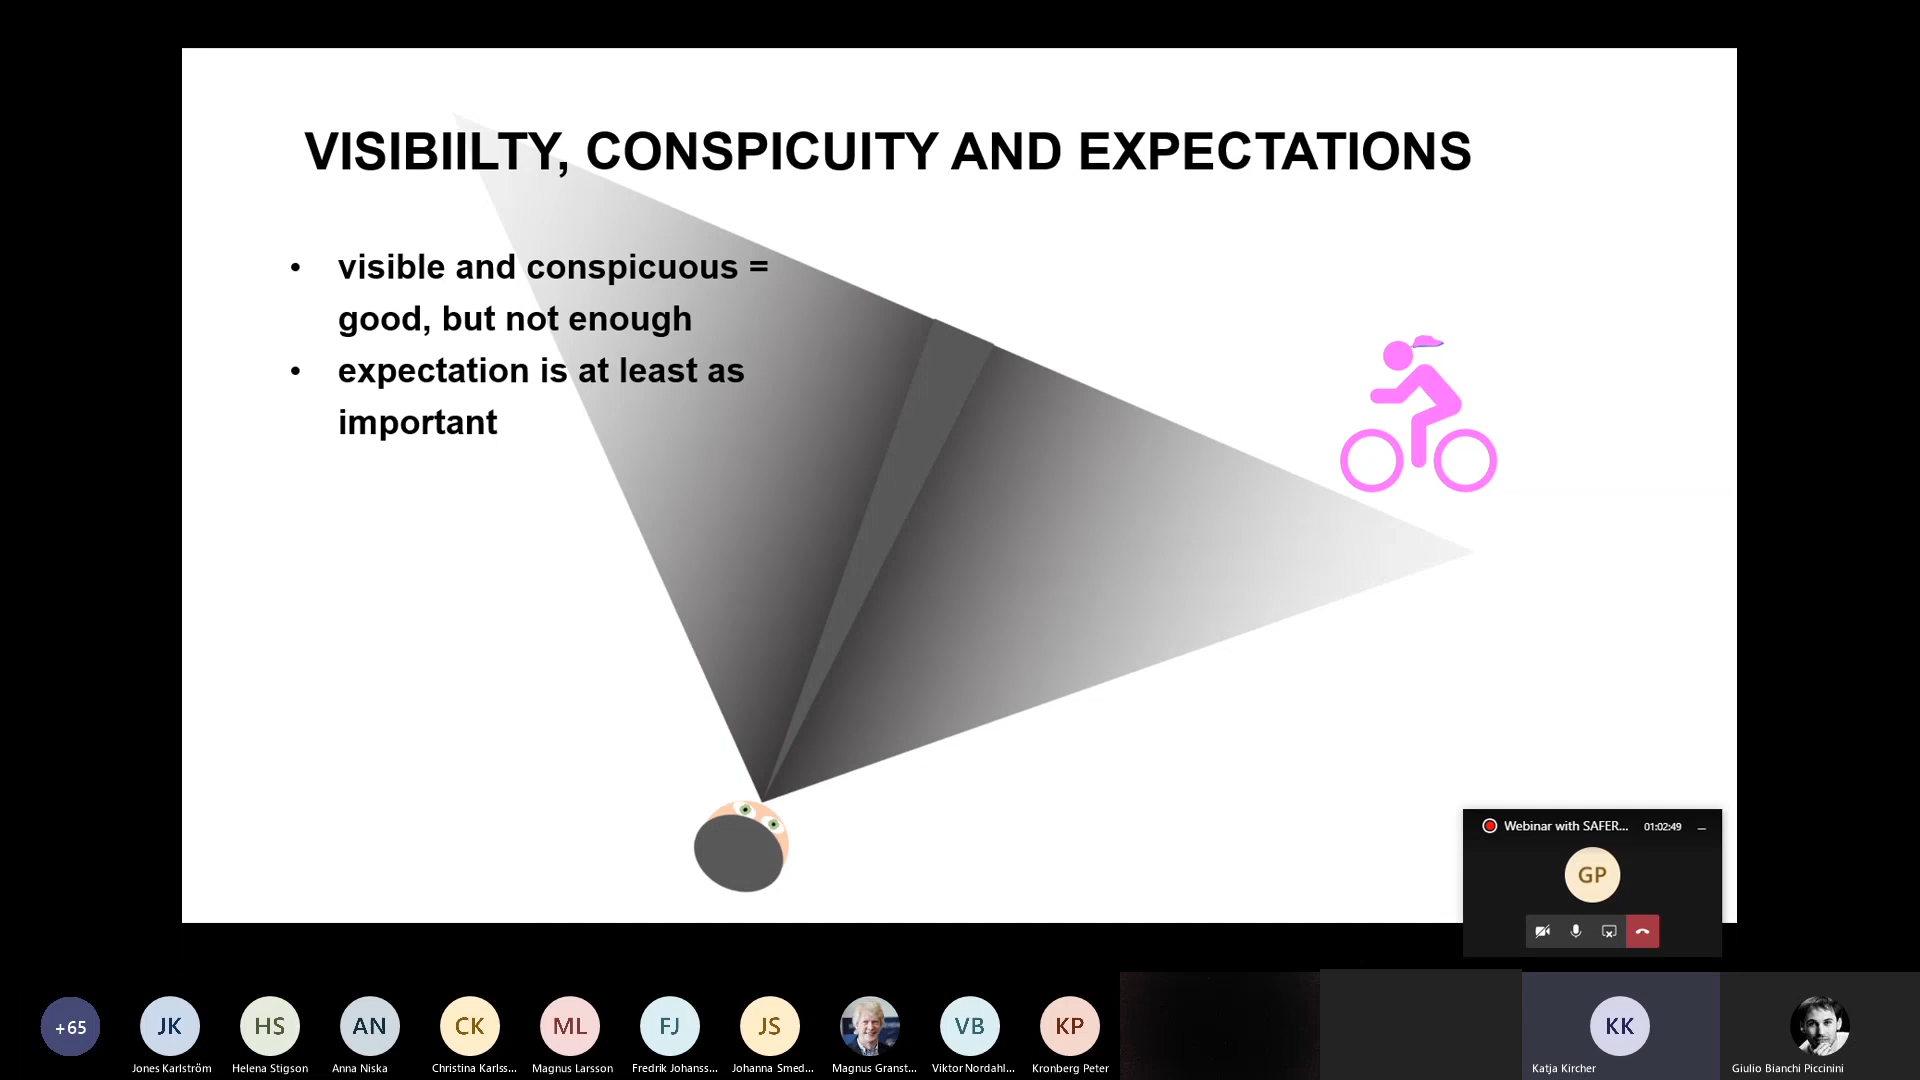 VISIBIILTY, CONSPICUITY AND EXPECTATIONS
• visible and conspicuous =
good, but not enough
• expectation is at least as
important
Webinar with SAFER... 01:02:49
GP
+65
JK
HS
AN
CK
ML
FJ
JS
VB
KP
KK
Jones Karlström
Helena Stigson
Anna Niska
Christina Karlss...
Magnus Larsson
Fredrik Johanss...
Johanna Smed...
Magnus Granst...
Viktor Nordahl...
Kronberg Peter
Katja Kircher
Giulio Bianchi Piccinini